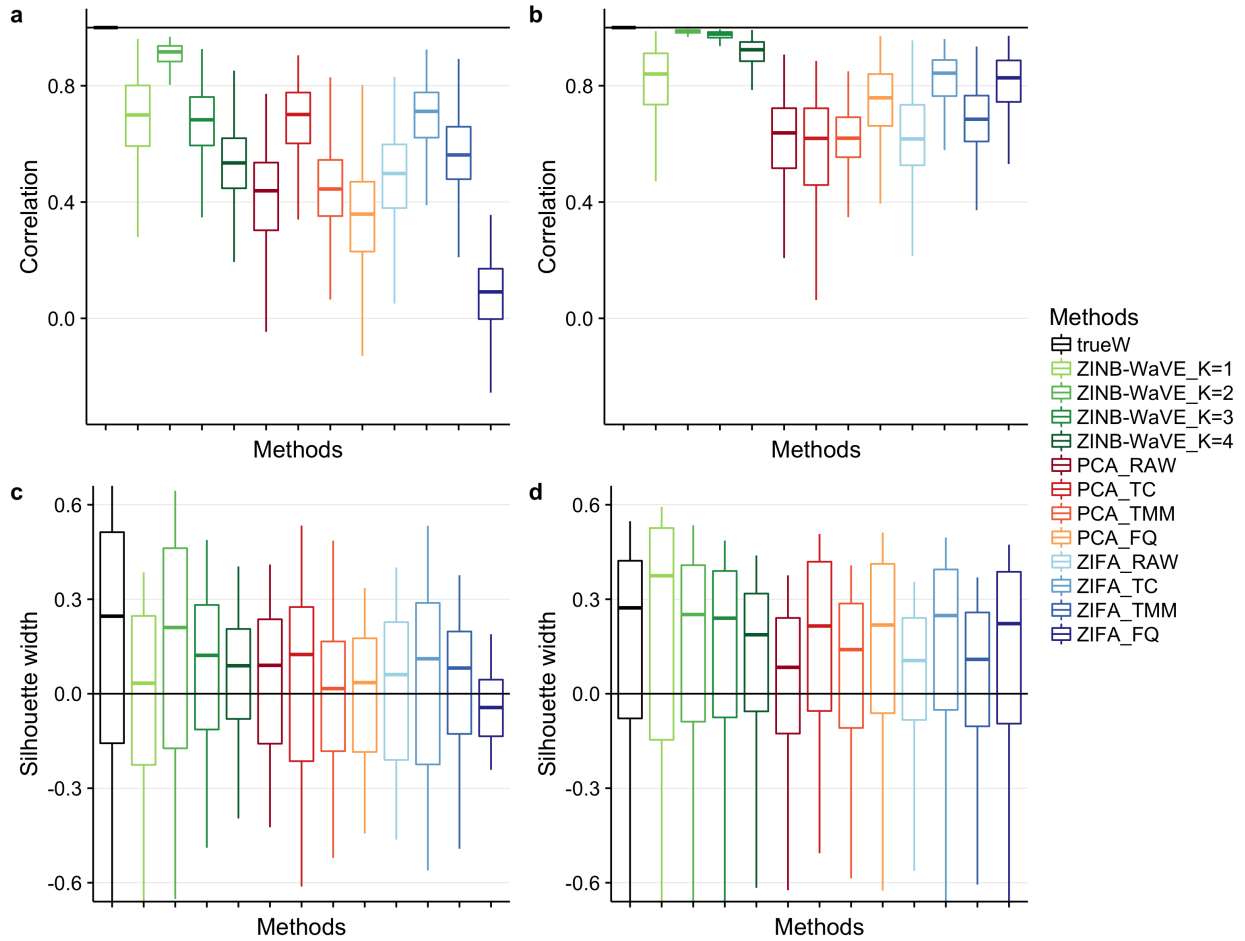 a
0.8
0.4
0.0
Correlation
Methods
b
0.8
0.4
0.0
Correlation
Methods
c
0.6
0.3
0.0
-0.3
-0.6
Silhouette width
Methods
d
0.6
0.3
0.0
-0.3
-0.6
Silhouette width
Methods
Methods
trueW
ZINB-WaVE_K=1
ZINB-WaVE_K=2
ZINB-WaVE_K=3
ZINB-WaVE_K=4
PCA_RAW
PCA_TC
PCA_TMM
PCA_FQ
ZIFA_RAW
ZIFA_TC
ZIFA_TMM
ZIFA_FQ